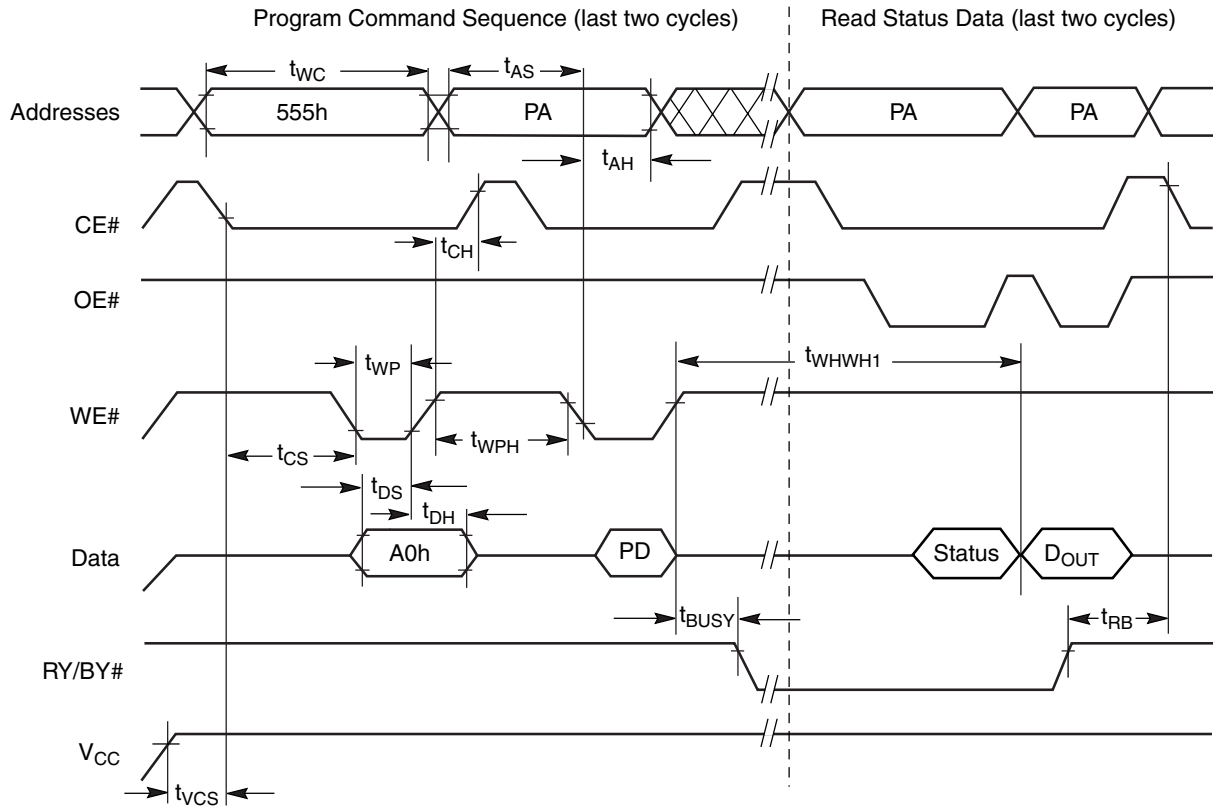 Program Command Sequence (last two cycles)
Read Status Data (last two cycles)
tWC
tAS
Addresses
555h
PA
PA
PA
tAH
CE#
tCH
OE#
tWP
tWHWH1
WE#
tCS
tWPH
tDS
tDH
Data
A0h
PD
Status
DOUT
tBUSY
tRB
RY/BY#
VCC
tVCS